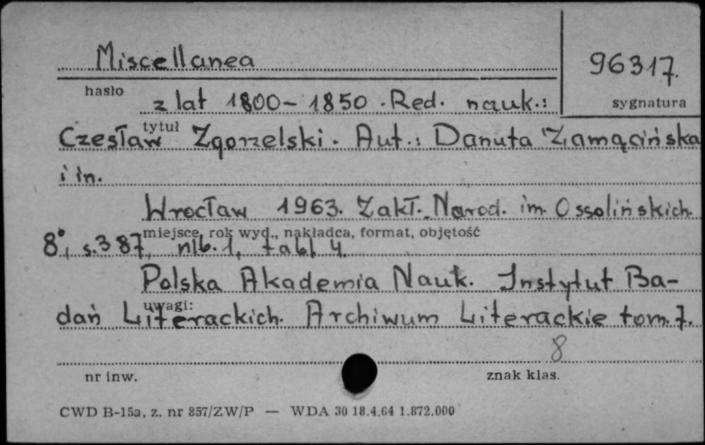 Miscellanea
96317.
hasło
sygnatura
z lat 1800-1850. Red. nauk.:
tytuł
Czesław Zgorzelski. Aut.: Danuta Zamącińska
i in.
Wrocław 1963. Zakł. Narod. im. Ossolińskich.
miejsce, rok wyd., nakładca, format, objętość
8°, s. 387, nlb. 1, tabl 4.
Polska Akademia Nauk. Instytut Ba-
uwagi:
dań Literackich. Archiwum Literackie tom. 7.
8
nr inw.
znak klas.
CWD B-15a, z. nr 857/ZW/P — WDA 30 18.4.64 1.872.000